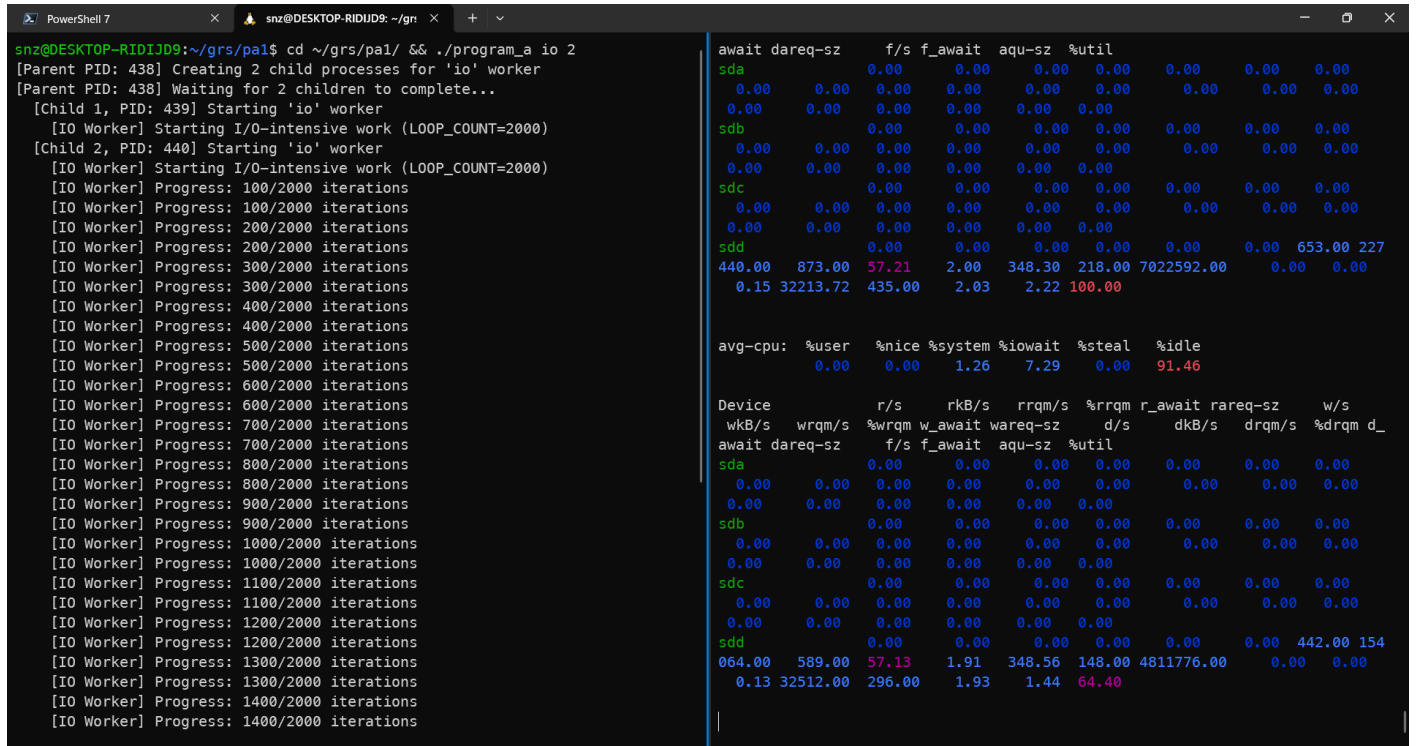 PowerShell 7
snz@DESKTOP-RIDIJD9: ~/grs
snz@DESKTOP-RIDIJD9:~/grs/pa1$ cd ~/grs/pa1/ && ./program_a io 2
[Parent PID: 438] Creating 2 child processes for 'io' worker
[Parent PID: 438] Waiting for 2 children to complete...
[Child 1, PID: 439] Starting 'io' worker
[IO Worker] Starting I/O-intensive work (LOOP_COUNT=2000)
[Child 2, PID: 440] Starting 'io' worker
[IO Worker] Starting I/O-intensive work (LOOP_COUNT=2000)
[IO Worker] Progress: 100/2000 iterations
[IO Worker] Progress: 100/2000 iterations
[IO Worker] Progress: 200/2000 iterations
[IO Worker] Progress: 200/2000 iterations
[IO Worker] Progress: 300/2000 iterations
[IO Worker] Progress: 300/2000 iterations
[IO Worker] Progress: 400/2000 iterations
[IO Worker] Progress: 400/2000 iterations
[IO Worker] Progress: 500/2000 iterations
[IO Worker] Progress: 500/2000 iterations
[IO Worker] Progress: 600/2000 iterations
[IO Worker] Progress: 600/2000 iterations
[IO Worker] Progress: 700/2000 iterations
[IO Worker] Progress: 700/2000 iterations
[IO Worker] Progress: 800/2000 iterations
[IO Worker] Progress: 800/2000 iterations
[IO Worker] Progress: 900/2000 iterations
[IO Worker] Progress: 900/2000 iterations
[IO Worker] Progress: 1000/2000 iterations
[IO Worker] Progress: 1000/2000 iterations
[IO Worker] Progress: 1100/2000 iterations
[IO Worker] Progress: 1100/2000 iterations
[IO Worker] Progress: 1200/2000 iterations
[IO Worker] Progress: 1200/2000 iterations
[IO Worker] Progress: 1300/2000 iterations
[IO Worker] Progress: 1300/2000 iterations
[IO Worker] Progress: 1400/2000 iterations
[IO Worker] Progress: 1400/2000 iterations
await dareq-sz f/s f_await aqu-sz %util
sda 0.00 0.00 0.00 0.00 0.00 0.00 0.00
0.00 0.00 0.00 0.00 0.00 0.00 0.00 0.00 0.00
0.00 0.00 0.00 0.00 0.00 0.00
sdb 0.00 0.00 0.00 0.00 0.00 0.00 0.00
0.00 0.00 0.00 0.00 0.00 0.00 0.00 0.00 0.00
0.00 0.00 0.00 0.00 0.00 0.00
sdc 0.00 0.00 0.00 0.00 0.00 0.00 0.00
0.00 0.00 0.00 0.00 0.00 0.00 0.00 0.00 0.00
0.00 0.00 0.00 0.00 0.00 0.00
sdd 0.00 0.00 0.00 0.00 0.00 0.00 653.00 227
440.00 873.00 57.21 2.00 348.30 218.00 7022592.00 0.00 0.00
0.15 32213.72 435.00 2.03 2.22 100.00
avg-cpu: %user %nice %system %iowait %steal %idle
0.00 0.00 1.26 7.29 0.00 91.46
Device r/s rkB/s rrqm/s %rrqm r_await rareq-sz w/s
wkB/s wrqm/s %wrqm w_await wareq-sz d/s dkB/s drqm/s %drqm d_
await dareq-sz f/s f_await aqu-sz %util
sda 0.00 0.00 0.00 0.00 0.00 0.00 0.00
0.00 0.00 0.00 0.00 0.00 0.00 0.00 0.00 0.00
0.00 0.00 0.00 0.00 0.00 0.00
sdb 0.00 0.00 0.00 0.00 0.00 0.00 0.00
0.00 0.00 0.00 0.00 0.00 0.00 0.00 0.00 0.00
0.00 0.00 0.00 0.00 0.00 0.00
sdc 0.00 0.00 0.00 0.00 0.00 0.00 0.00
0.00 0.00 0.00 0.00 0.00 0.00 0.00 0.00 0.00
0.00 0.00 0.00 0.00 0.00 0.00
sdd 0.00 0.00 0.00 0.00 0.00 0.00 442.00 154
064.00 589.00 57.13 1.91 348.56 148.00 4811776.00 0.00 0.00
0.13 32512.00 296.00 1.93 1.44 64.40